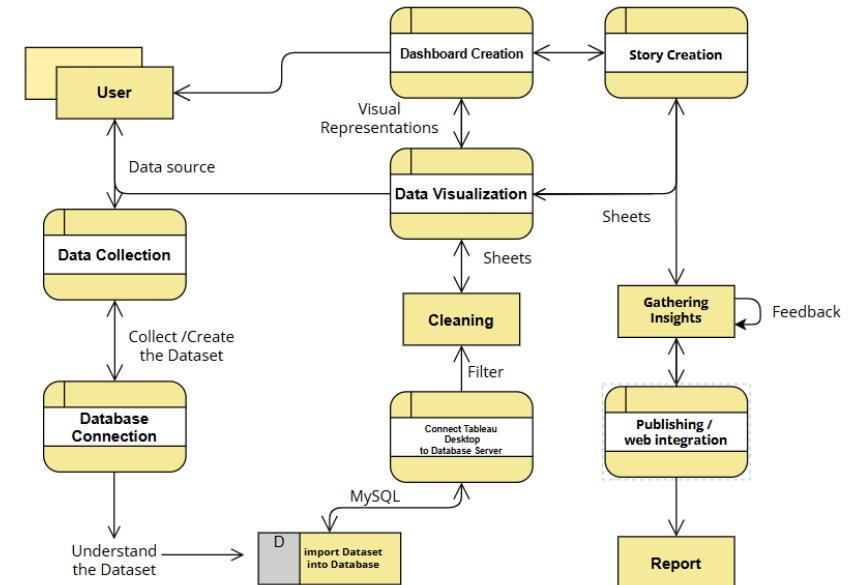 Dashboard Creation
Story Creation
User
Visual
Representations
Data source
Data Visualization
Sheets
Data Collection
Sheets
Gathering
Insights
Feedback
Cleaning
Collect /Create
the Dataset
Filter
Database
Connection
Connect Tableau
Desktop
to Database Server
Publishing /
web integration
MySQL
D
Understand
the Dataset
import Dataset
into Database
Report